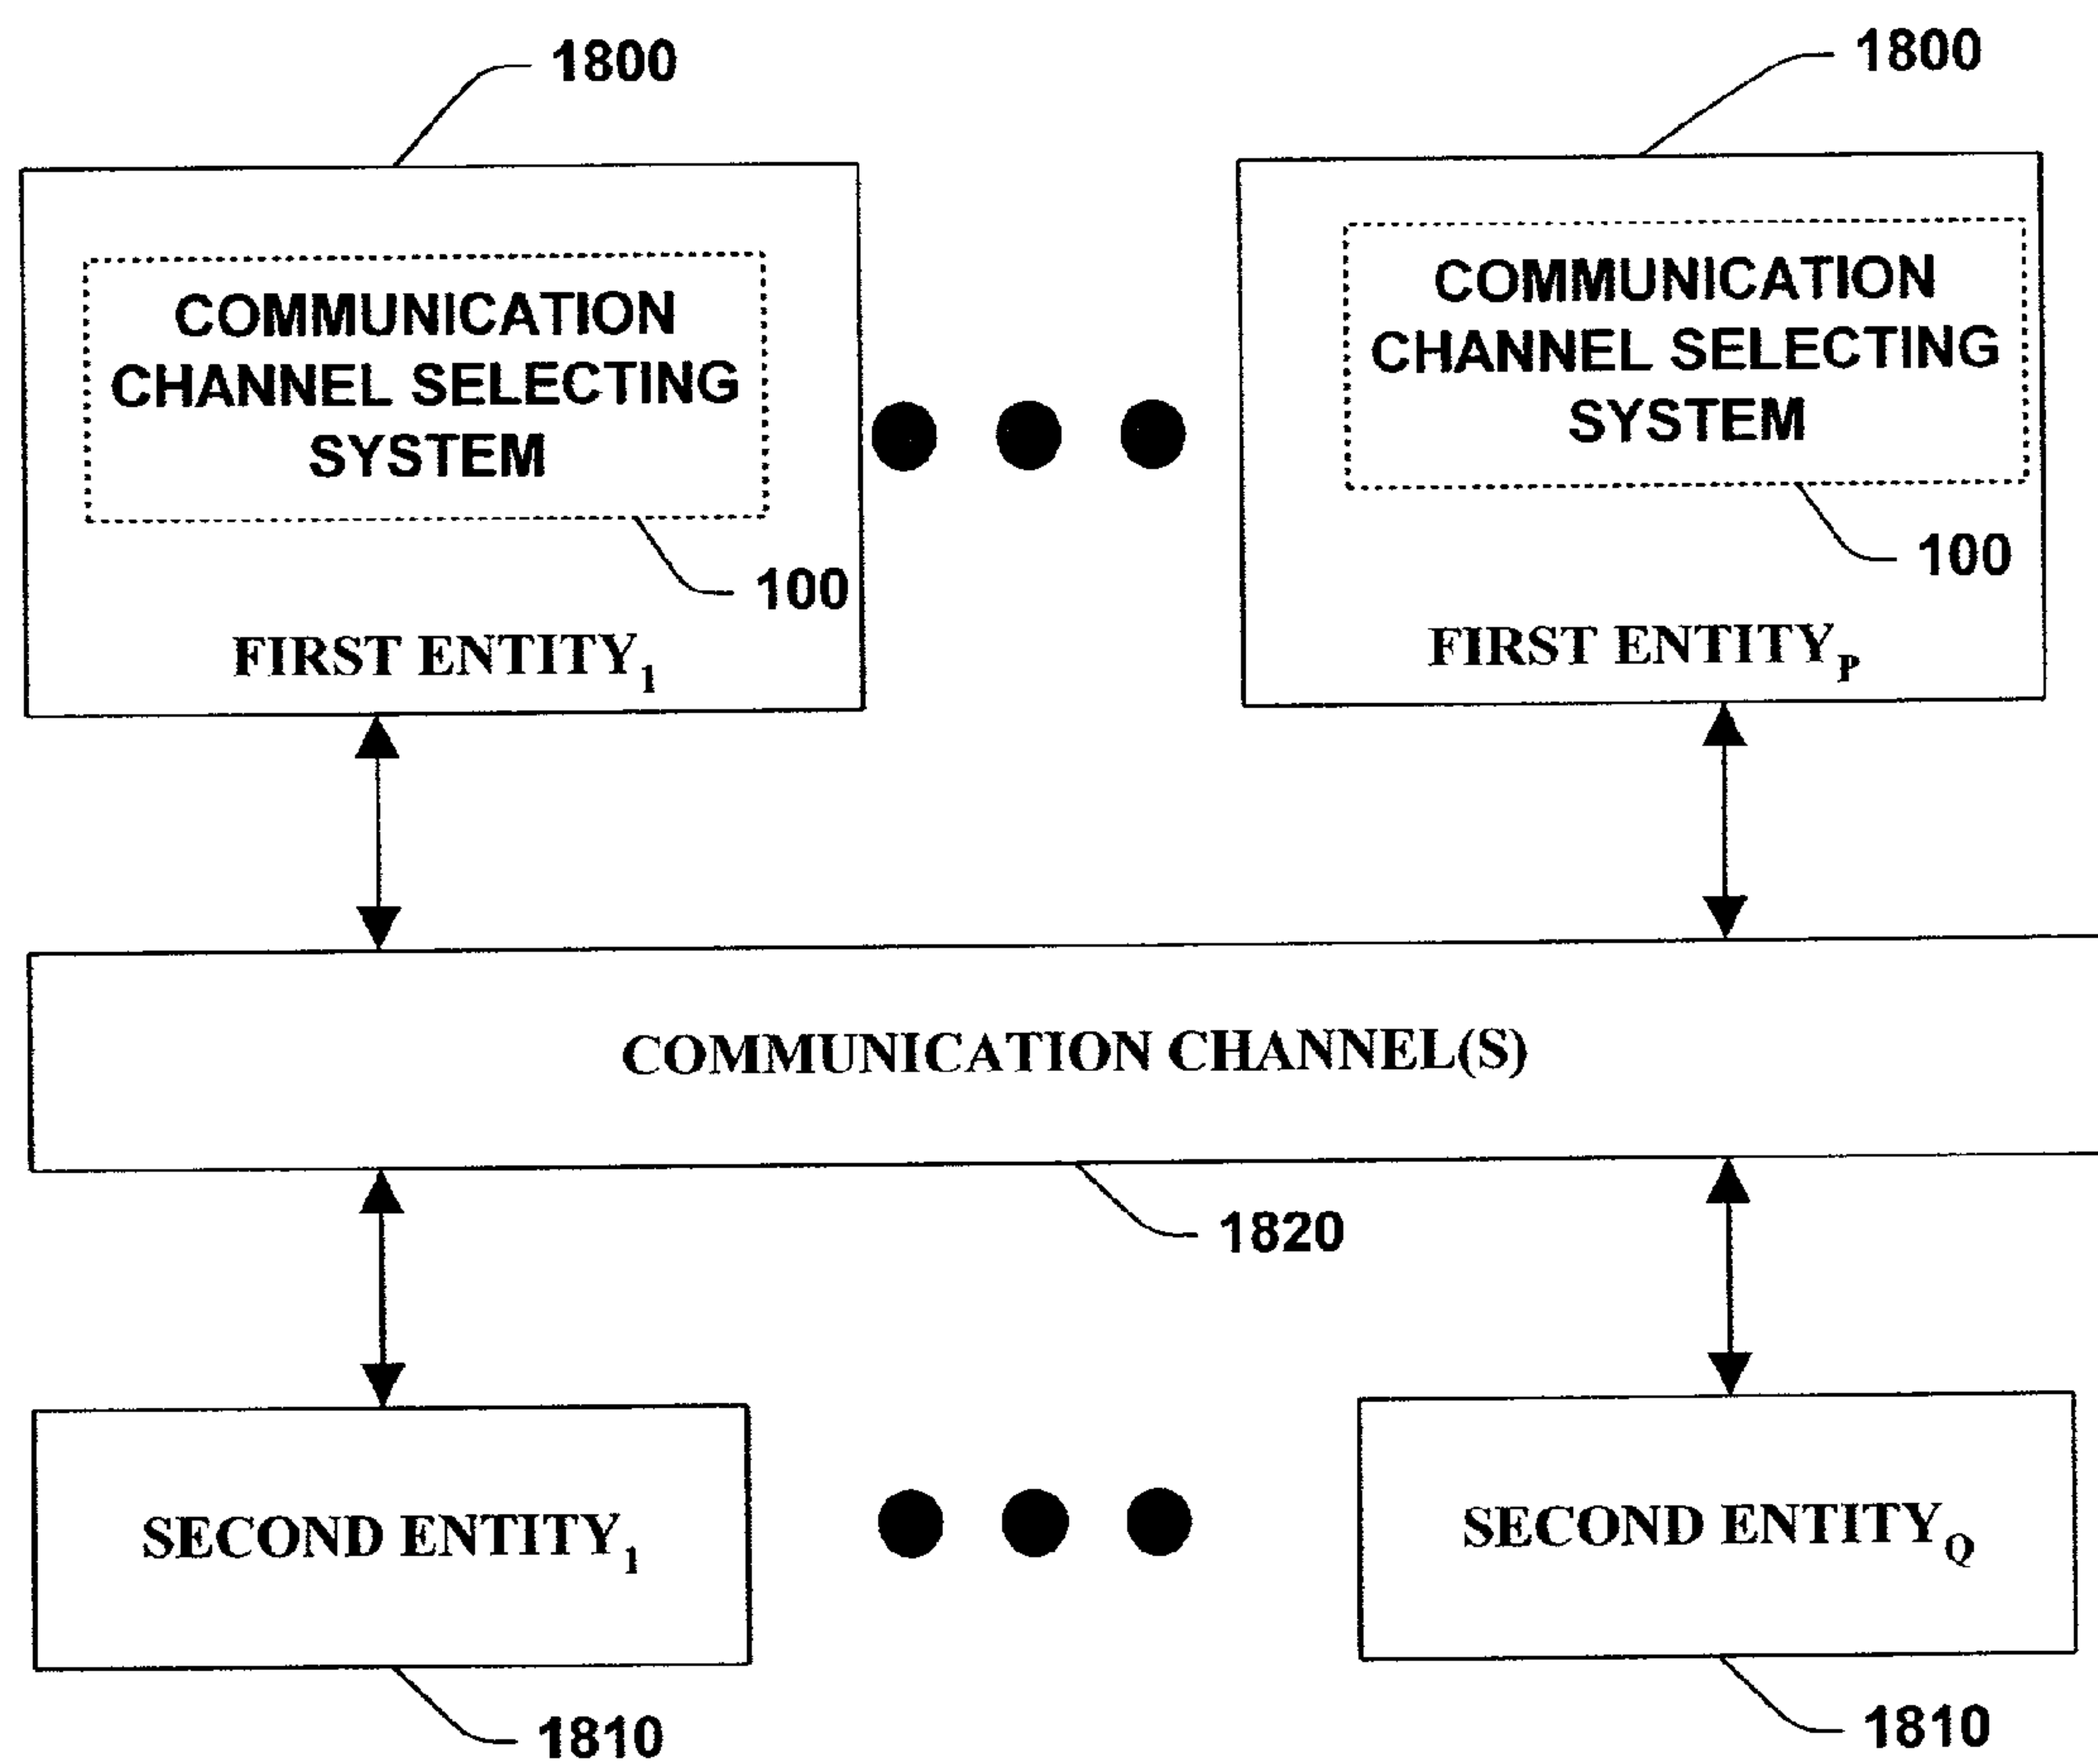 1800
1800
COMMUNICATION
CHANNEL SELECTING
SYSTEM
100
FIRST ENTITY1
COMMUNICATION
CHANNEL SELECTING
SYSTEM
100
FIRST ENTITYP
COMMUNICATION CHANNEL(S)
1820
SECOND ENTITY1
SECOND ENTITYQ
1810
1810